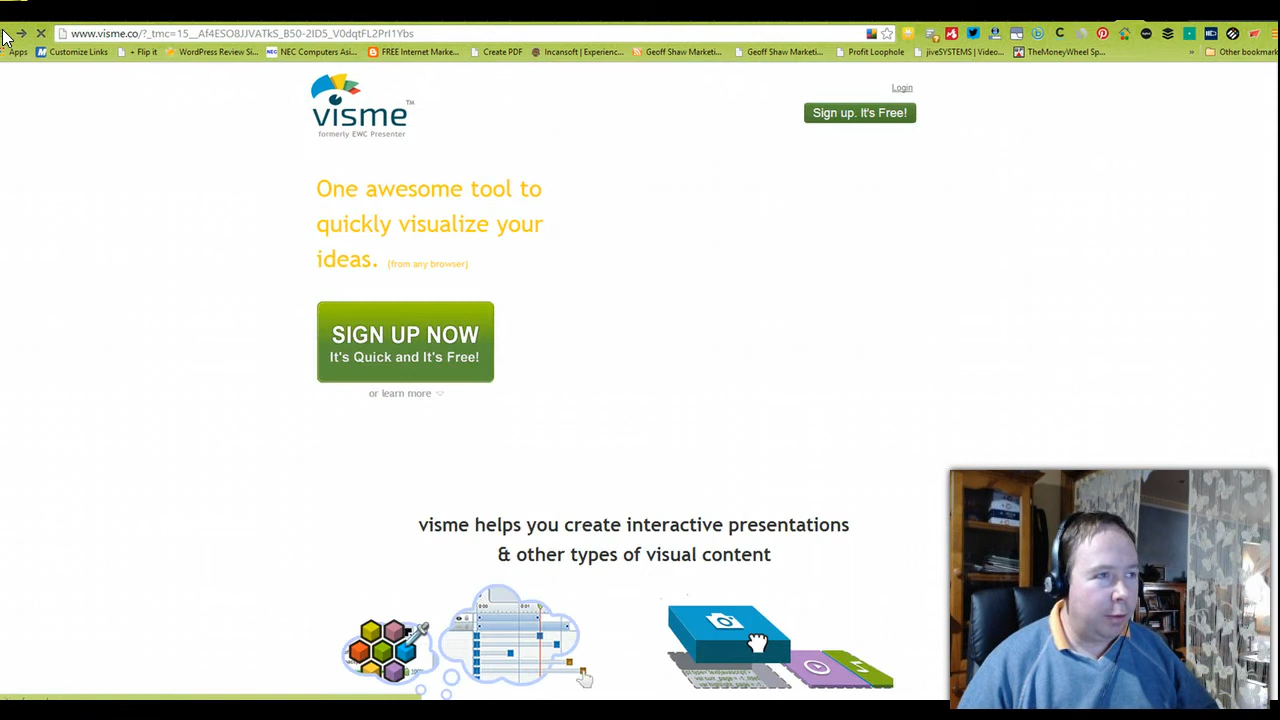 www.visme.co/?_tmc=15__Af4ESO8JJVATkS_B50-2ID5_V0dqtFL2PrI1Ybs
Apps Customize Links + Flip it WordPress Review Si... NEC Computers Asi... FREE Internet Marke... Create PDF Incansoft | Experienc... Geoff Shaw Marketi... Geoff Shaw Marketi... Profit Loophole jiveSYSTEMS | Video... TheMoneyWheel Sp... » Other bookmark
visme™
formerly EWC Presenter
Login
Sign up. It's Free!
One awesome tool to
quickly visualize your
ideas. (from any browser)
SIGN UP NOW
It's Quick and It's Free!
or learn more
visme helps you create interactive presentations
& other types of visual content